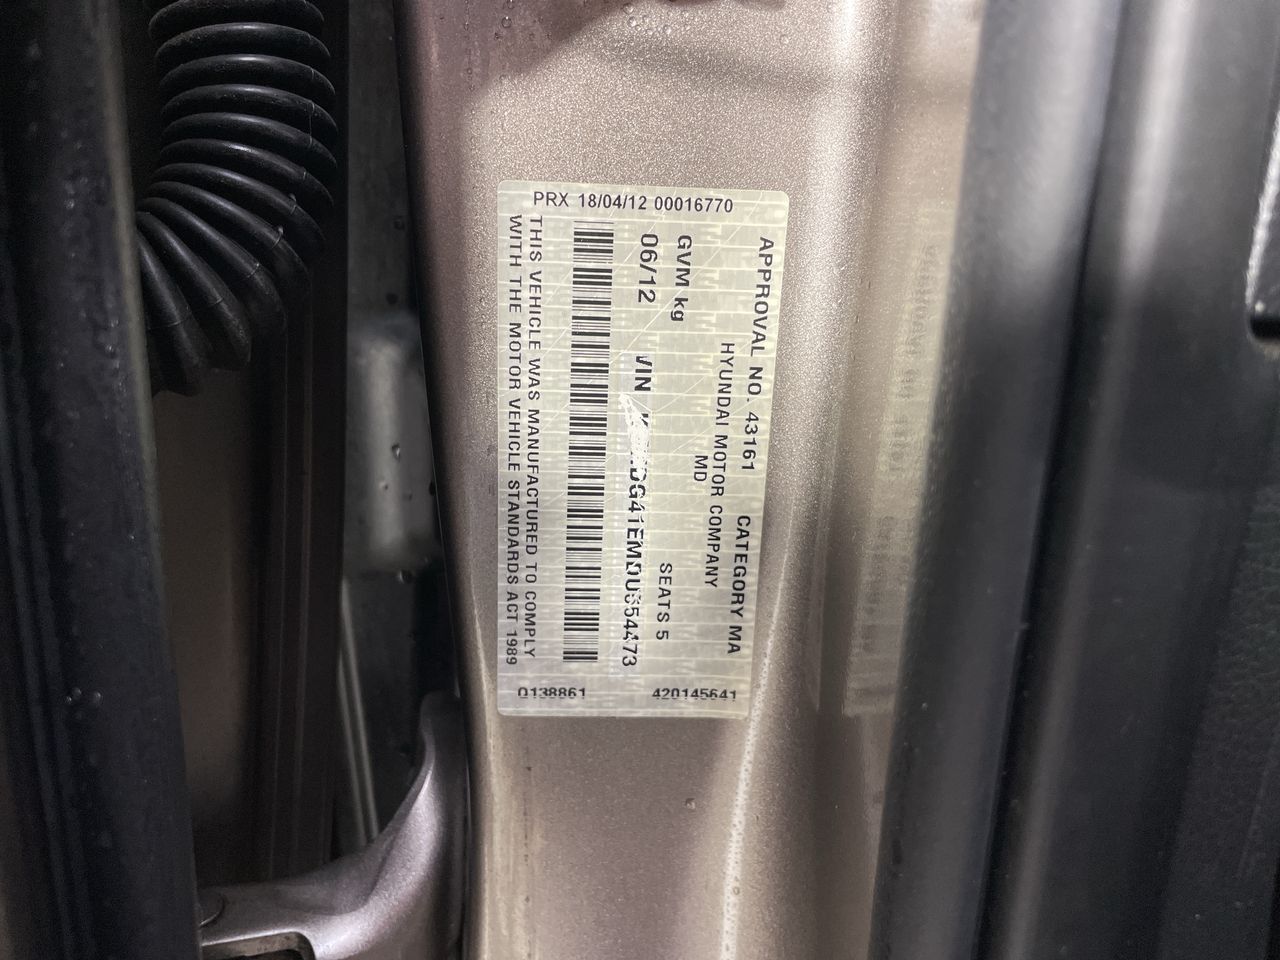 PRX 18/04/12 00016770
APPROVAL NO. 43161 CATEGORY MA
HYUNDAI MOTOR COMPANY
MD
GVM kg SEATS 5
06/12 VIN
THIS VEHICLE WAS MANUFACTURED TO COMPLY
WITH THE MOTOR VEHICLE STANDARDS ACT 1989
0138861 420145641